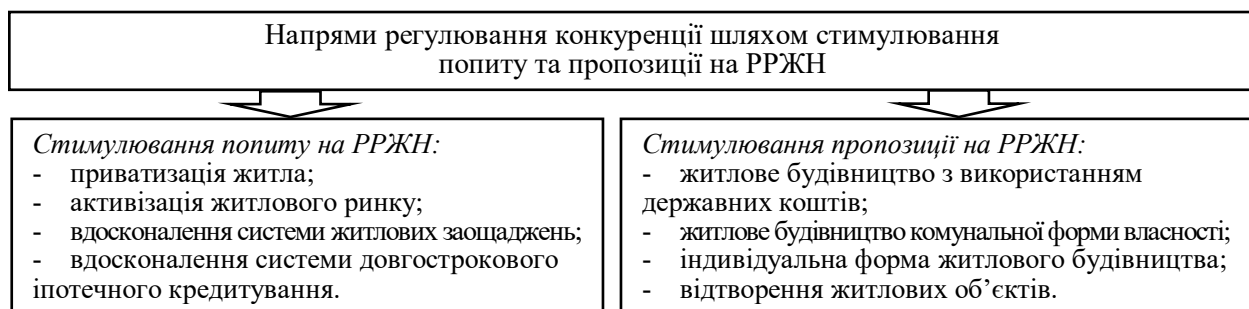 Напрями регулювання конкуренції шляхом стимулювання
попиту та пропозиції на РРЖН
Стимулювання попиту на РРЖН:
- приватизація житла;
- активізація житлового ринку;
- вдосконалення системи житлових заощаджень;
- вдосконалення системи довгострокового
іпотечного кредитування.
Стимулювання пропозиції на РРЖН:
- житлове будівництво з використанням
державних коштів;
- житлове будівництво комунальної форми власності;
- індивідуальна форма житлового будівництва;
- відтворення житлових об’єктів.